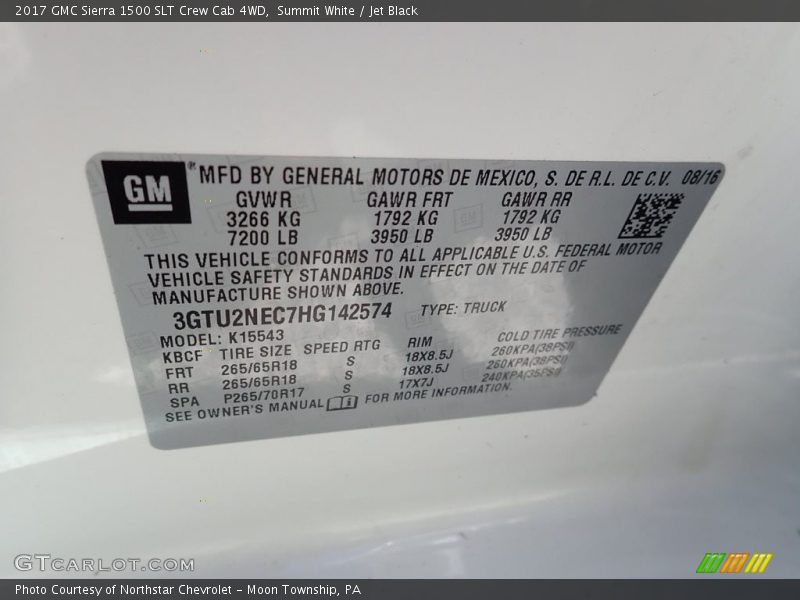 2017 GMC Sierra 1500 SLT Crew Cab 4WD,  Summit White / Jet Black
GM ® MFD BY GENERAL MOTORS DE MEXICO, S. DE R.L. DE C.V. 08/16
GVWR GAWR FRT GAWR RR
3266 KG 1792 KG 1792 KG
7200 LB 3950 LB 3950 LB
THIS VEHICLE CONFORMS TO ALL APPLICABLE U.S. FEDERAL MOTOR
VEHICLE SAFETY STANDARDS IN EFFECT ON THE DATE OF
MANUFACTURE SHOWN ABOVE.
3GTU2NEC7HG142574 TYPE: TRUCK
MODEL: K15543
KBCF TIRE SIZE SPEED RTG RIM COLD TIRE PRESSURE
FRT 265/65R18 S 18X8.5J 260KPA(38PSI)
RR 265/65R18 S 18X8.5J 260KPA(38PSI)
SPA P265/70R17 S 17X7J 240KPA(35PSI)
SEE OWNER'S MANUAL FOR MORE INFORMATION.
GTCARLOT.COM
Photo Courtesy of Northstar Chevrolet - Moon Township, PA